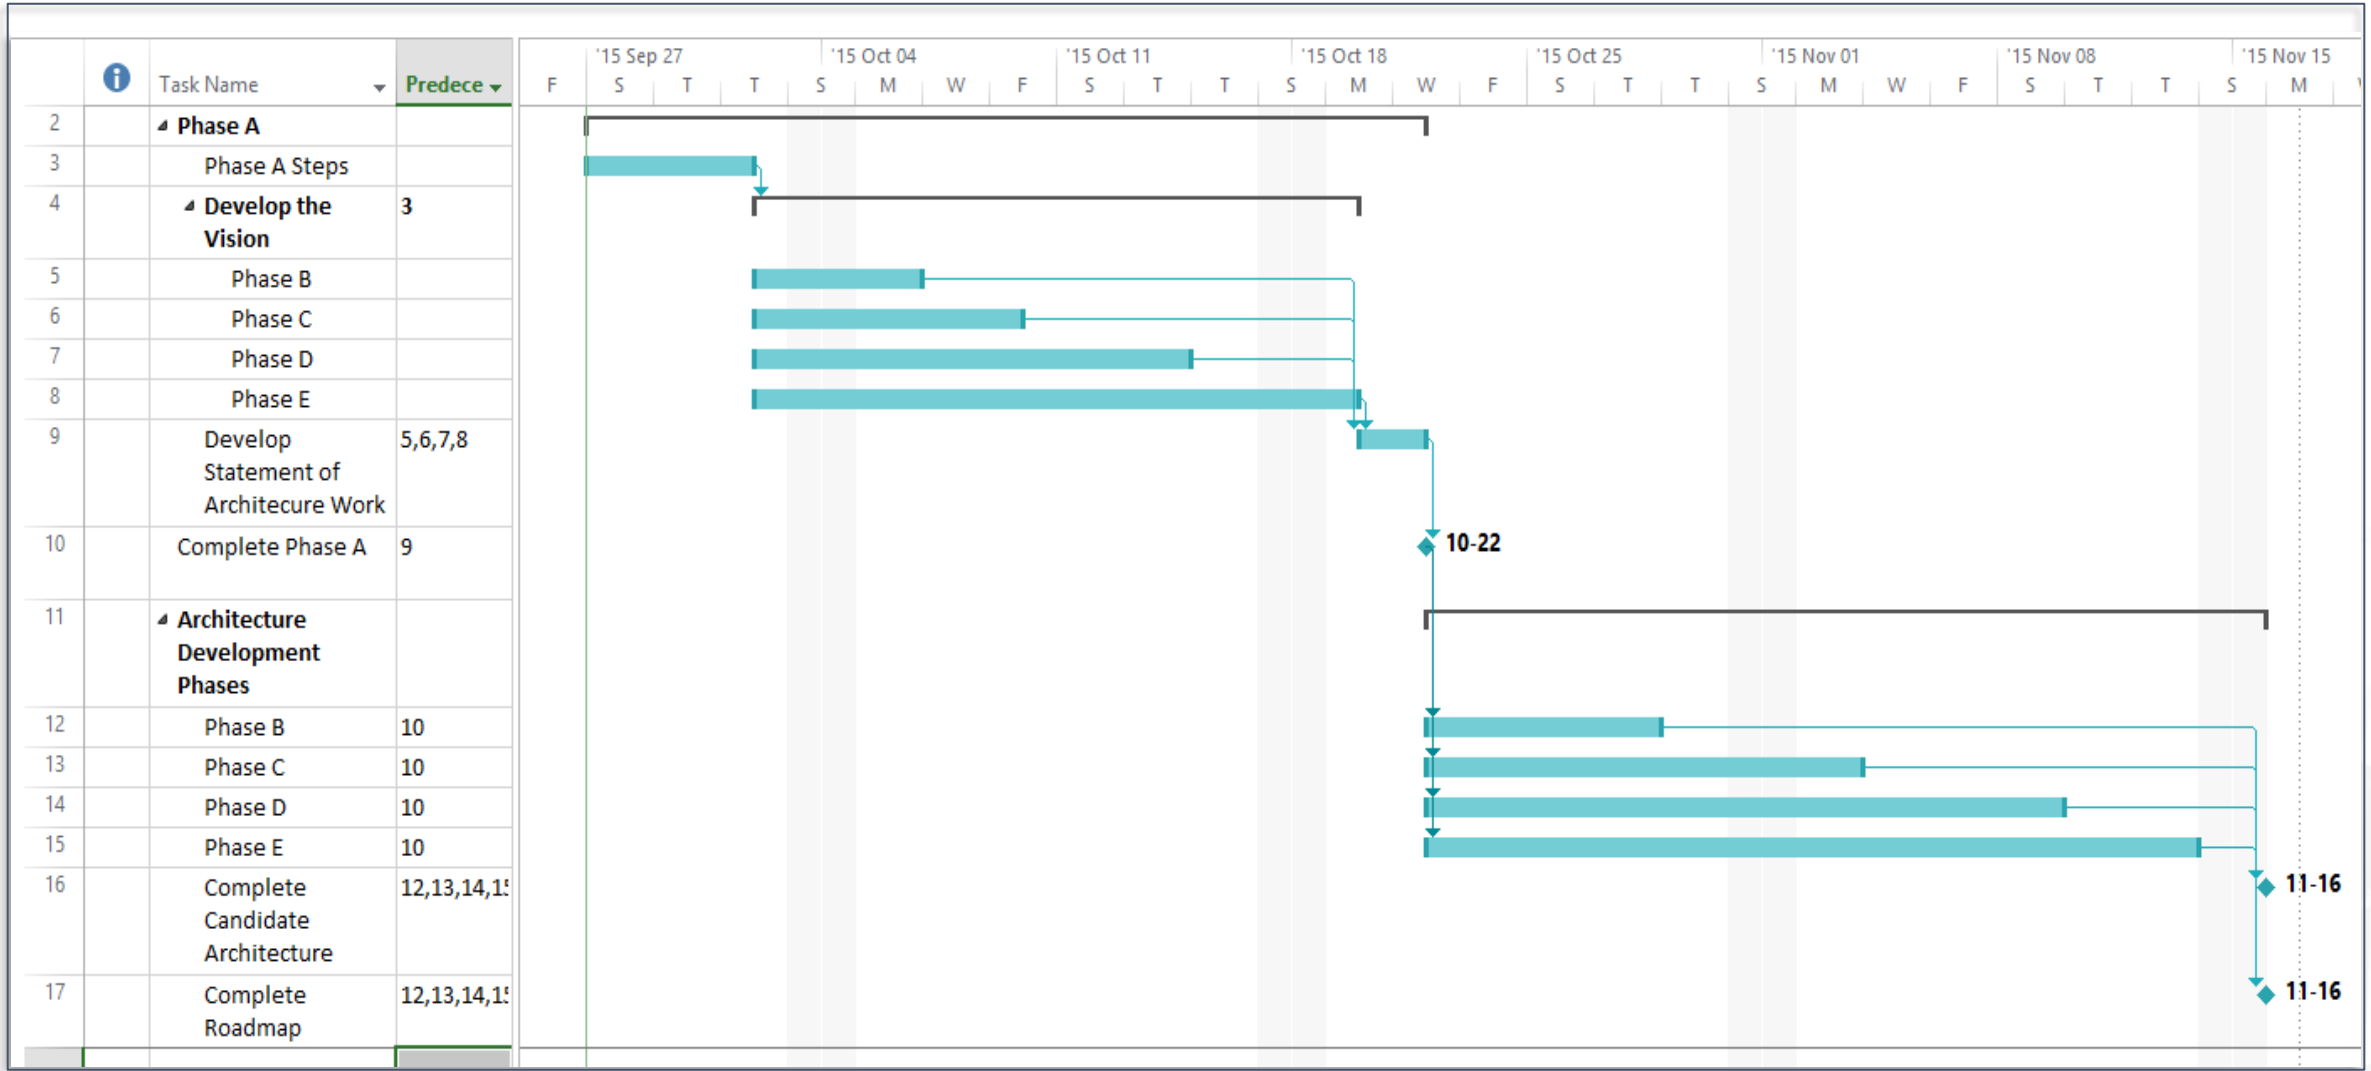 '15 Sep 27 '15 Oct 04 '15 Oct 11 '15 Oct 18 '15 Oct 25 '15 Nov 01 '15 Nov 08 '15 Nov 15
i Task Name Predece F S T T S M W F S T T S M W F S T T S M W F S T T S M
2 Phase A
3 Phase A Steps
4 Develop the 3
Vision
5 Phase B
6 Phase C
7 Phase D
8 Phase E
9 Develop 5,6,7,8
Statement of
Architecure Work
10 Complete Phase A 9 10-22
11 Architecture
Development
Phases
12 Phase B 10
13 Phase C 10
14 Phase D 10
15 Phase E 10
16 Complete 12,13,14,15 11-16
Candidate
Architecture
17 Complete 12,13,14,15 11-16
Roadmap